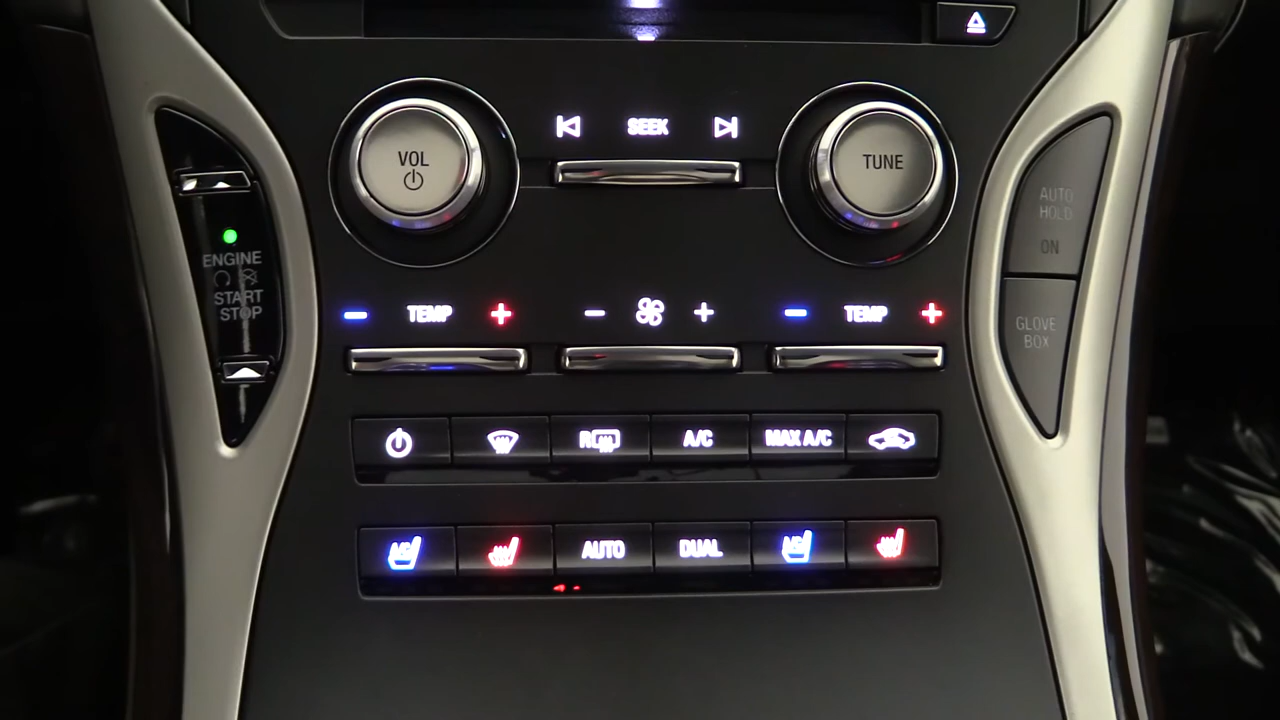 VOL
SEEK
TUNE
AUTO
HOLD
ON
ENGINE
START
STOP
- TEMP +
- +
- TEMP +
GLOVE
BOX
R
A/C
MAX A/C
AUTO
DUAL